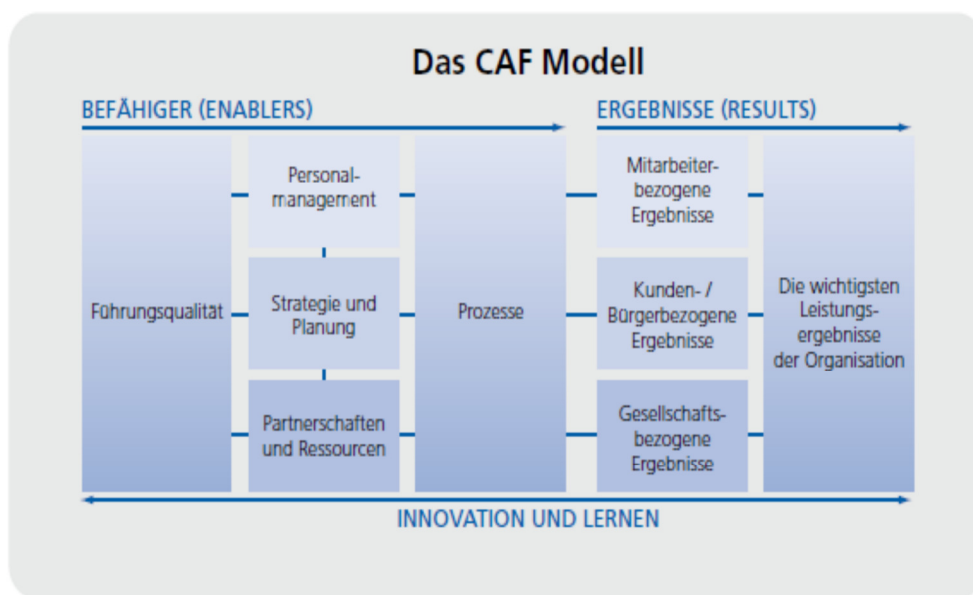 Das CAF Modell
BEFÄHIGER (ENABLERS)
ERGEBNISSE (RESULTS)
Führungsqualität
Personal-
management
Strategie und
Planung
Partnerschaften
und Ressourcen
Prozesse
Mitarbeiter-
bezogene
Ergebnisse
Kunden- /
Bürgerbezogene
Ergebnisse
Gesellschafts-
bezogene
Ergebnisse
Die wichtigsten
Leistungs-
ergebnisse
der Organisation
INNOVATION UND LERNEN